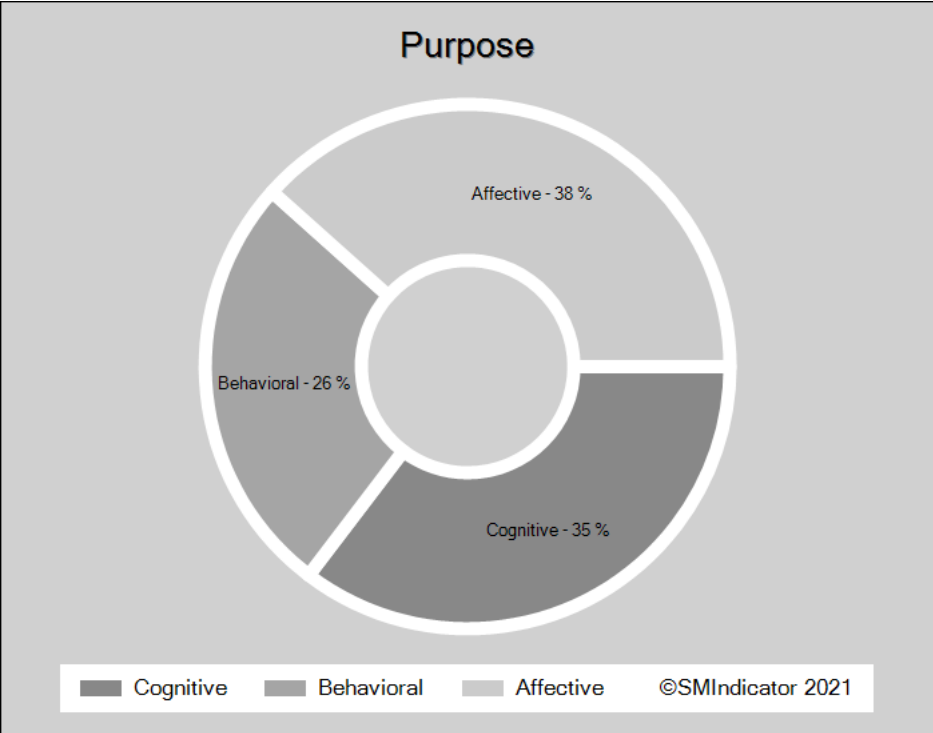 Purpose
Affective - 38 %
Behavioral - 26 %
Cognitive - 35 %
Cognitive Behavioral Affective ©SMIndicator 2021